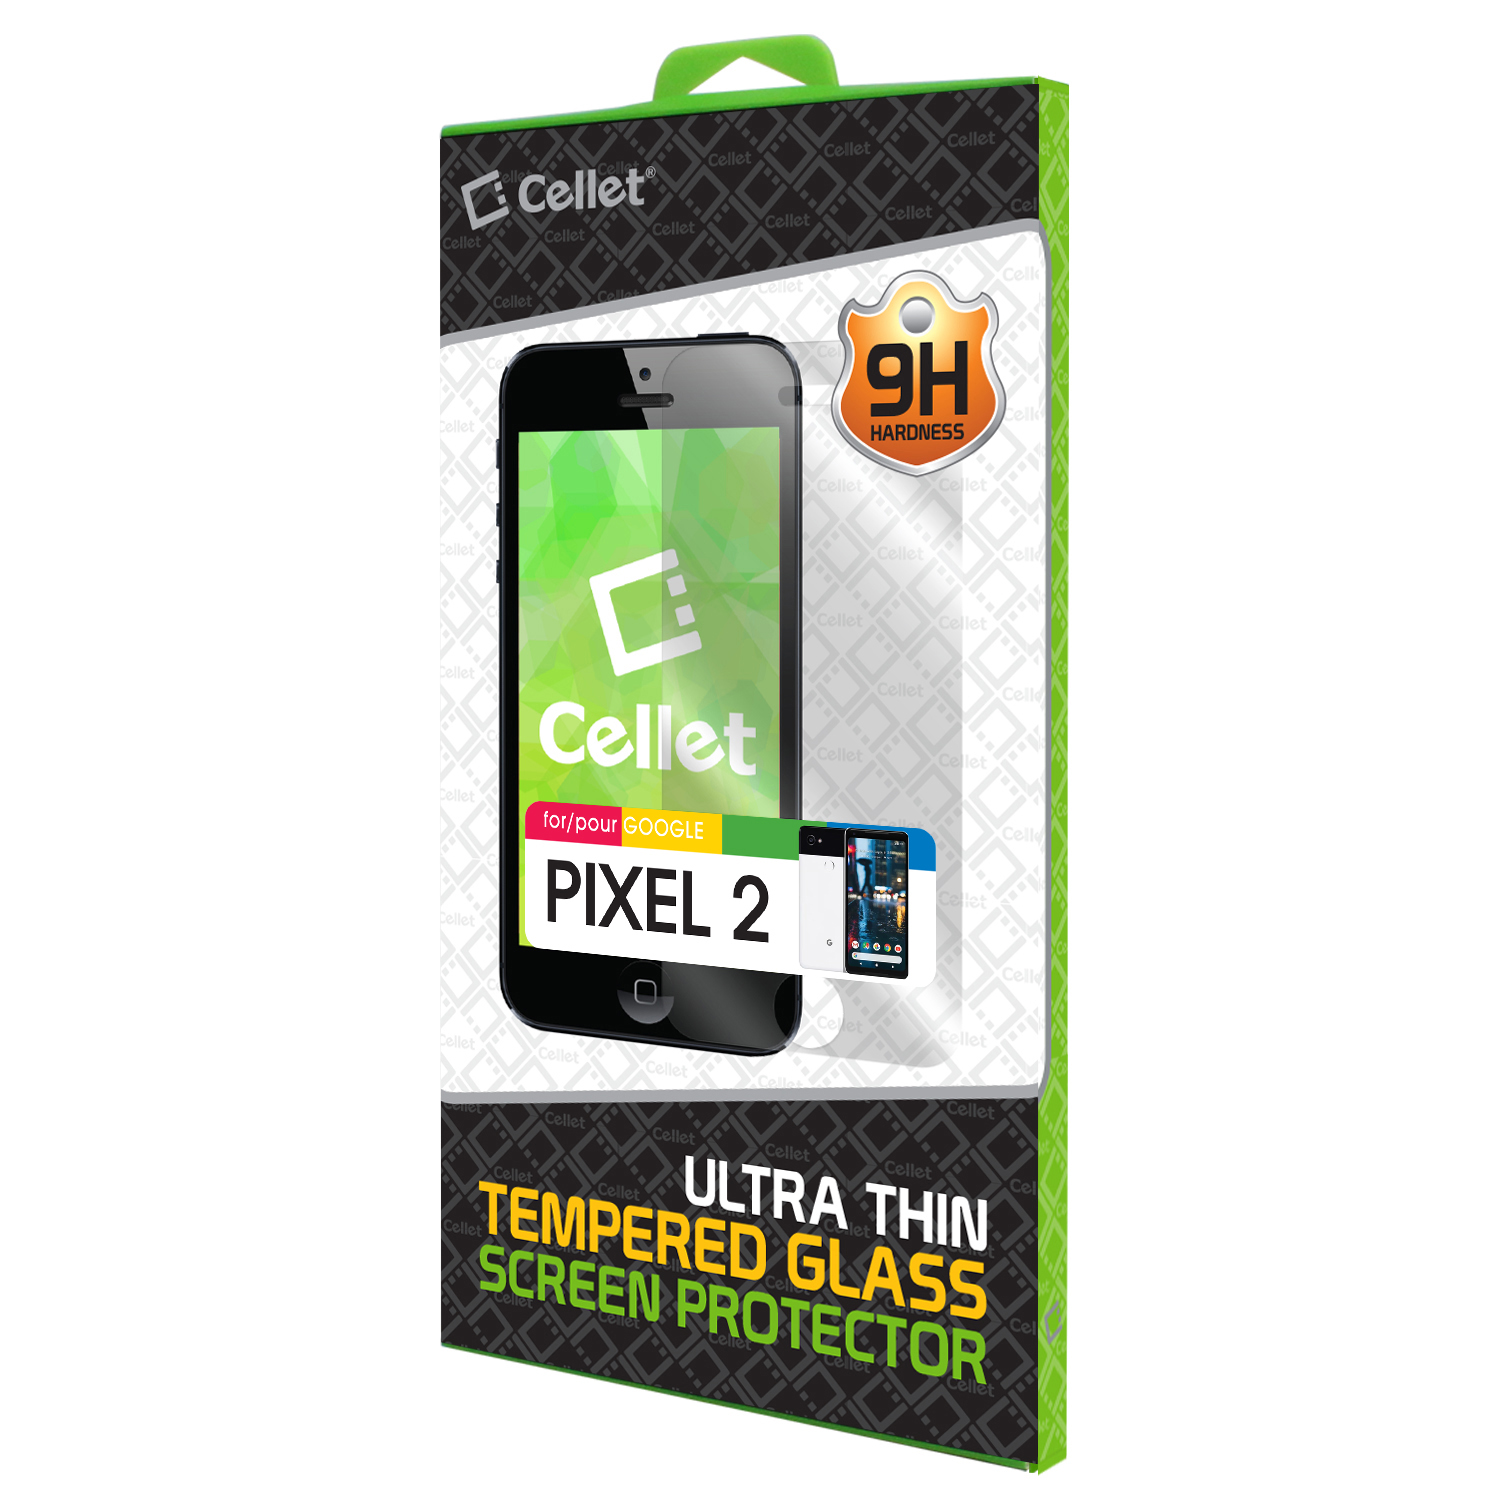 Cellet®
9H
HARDNESS
Cellet
for/pour GOOGLE
PIXEL 2
G
ULTRA THIN
TEMPERED GLASS
SCREEN PROTECTOR